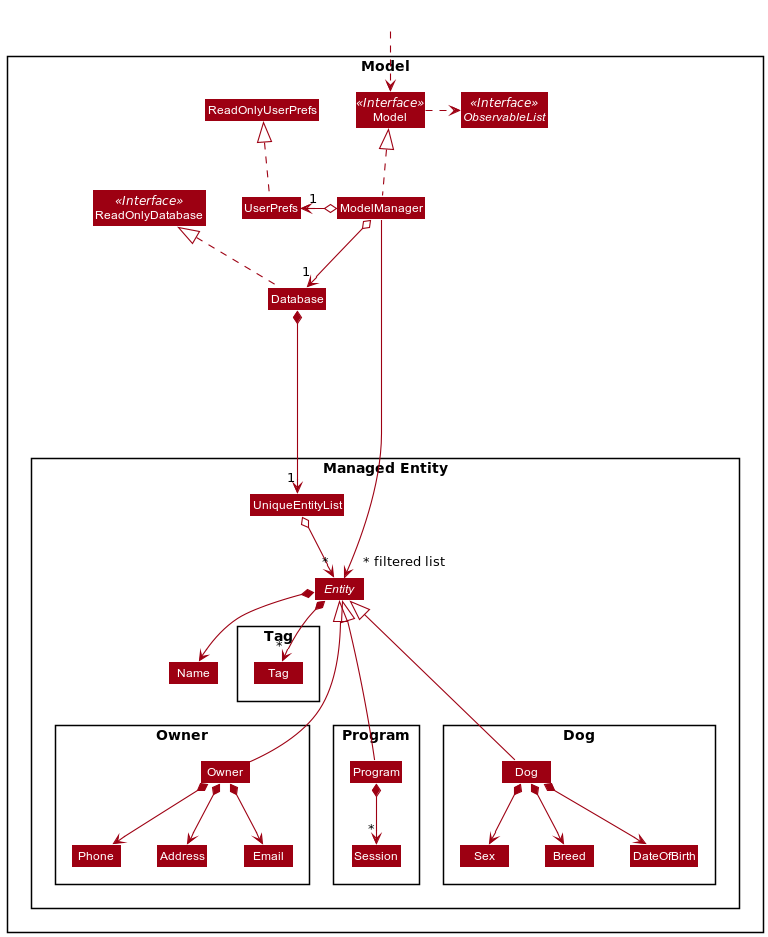 Model
«Interface»
Model
«Interface»
ObservableList
ReadOnlyUserPrefs
«Interface»
ReadOnlyDatabase
UserPrefs
1
ModelManager
1
Database
Managed Entity
1
UniqueEntityList
*
* filtered list
Entity
Tag
*
Name
Tag
Owner
Program
Dog
Owner
Program
Dog
*
Phone
Address
Email
Session
Sex
Breed
DateOfBirth